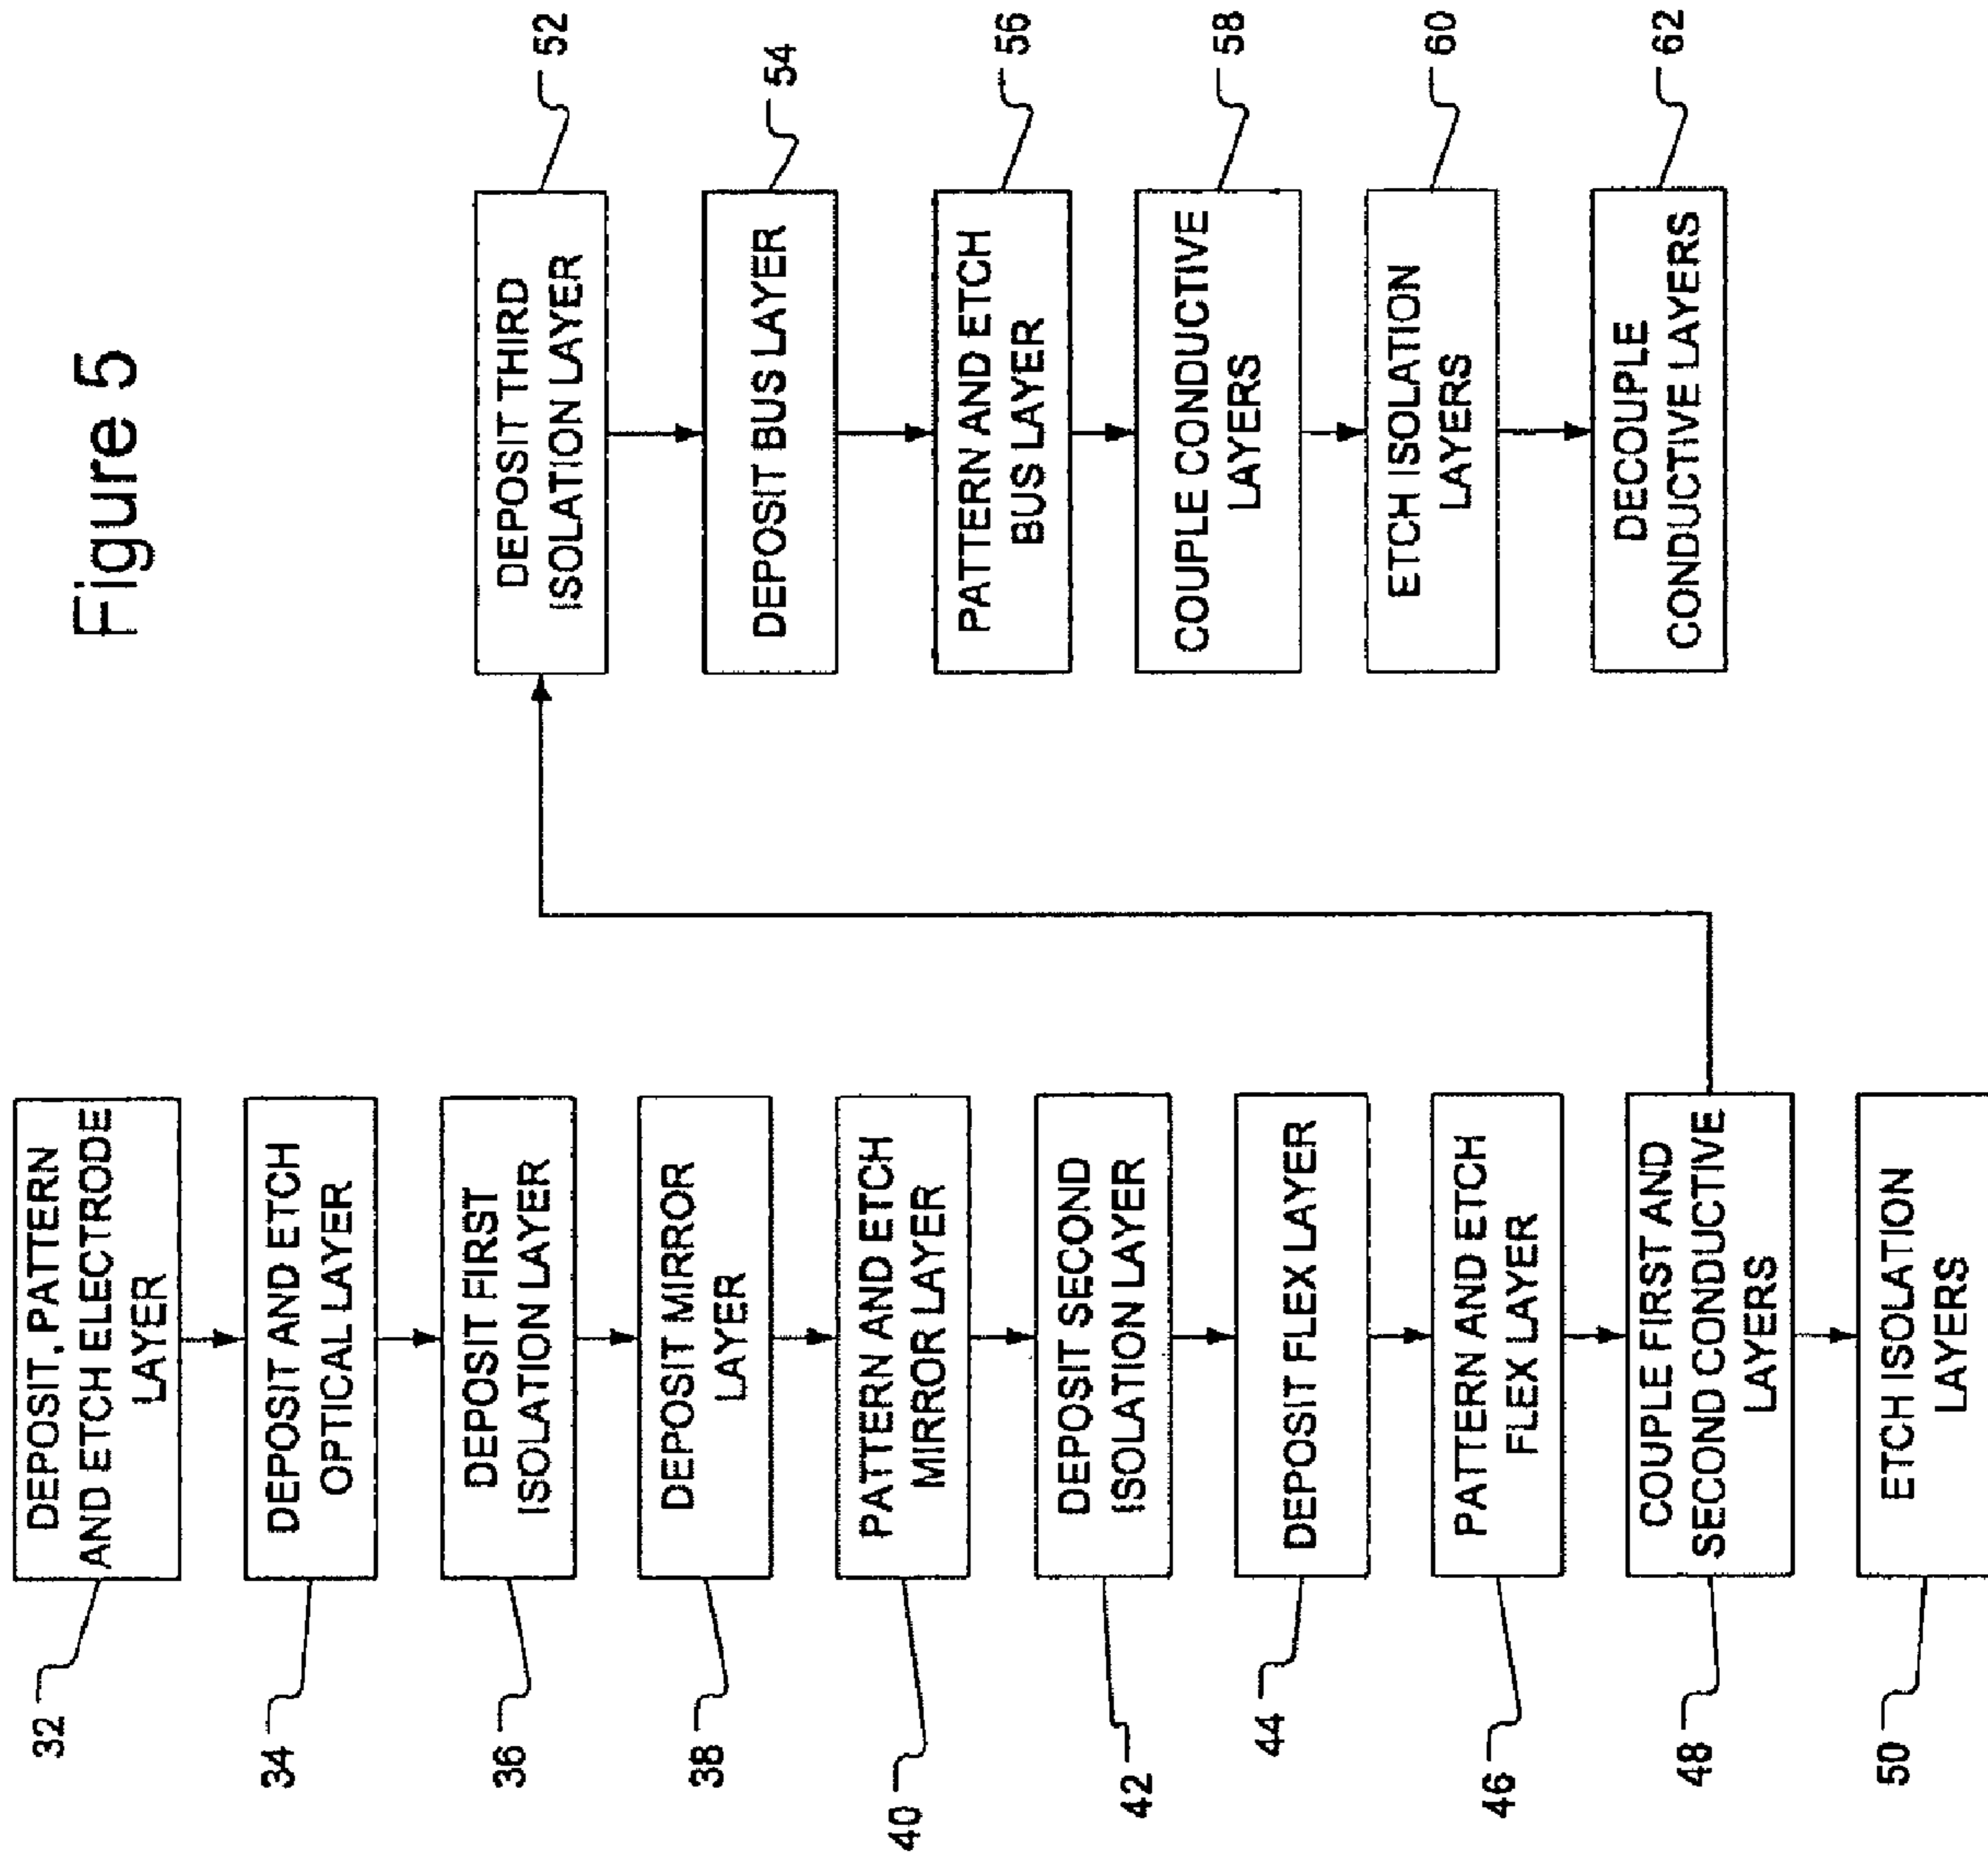 Figure 5
32
DEPOSIT, PATTERN
AND ETCH ELECTRODE
LAYER
34
DEPOSIT AND ETCH
OPTICAL LAYER
36
DEPOSIT FIRST
ISOLATION LAYER
38
DEPOSIT MIRROR
LAYER
40
PATTERN AND ETCH
MIRROR LAYER
42
DEPOSIT SECOND
ISOLATION LAYER
44
DEPOSIT FLEX LAYER
46
PATTERN AND ETCH
FLEX LAYER
48
COUPLE FIRST AND
SECOND CONDUCTIVE
LAYERS
50
ETCH ISOLATION
LAYERS
DEPOSIT THIRD
ISOLATION LAYER
52
DEPOSIT BUS LAYER
54
PATTERN AND ETCH
BUS LAYER
56
COUPLE CONDUCTIVE
LAYERS
58
ETCH ISOLATION
LAYERS
60
DECOUPLE
CONDUCTIVE LAYERS
62